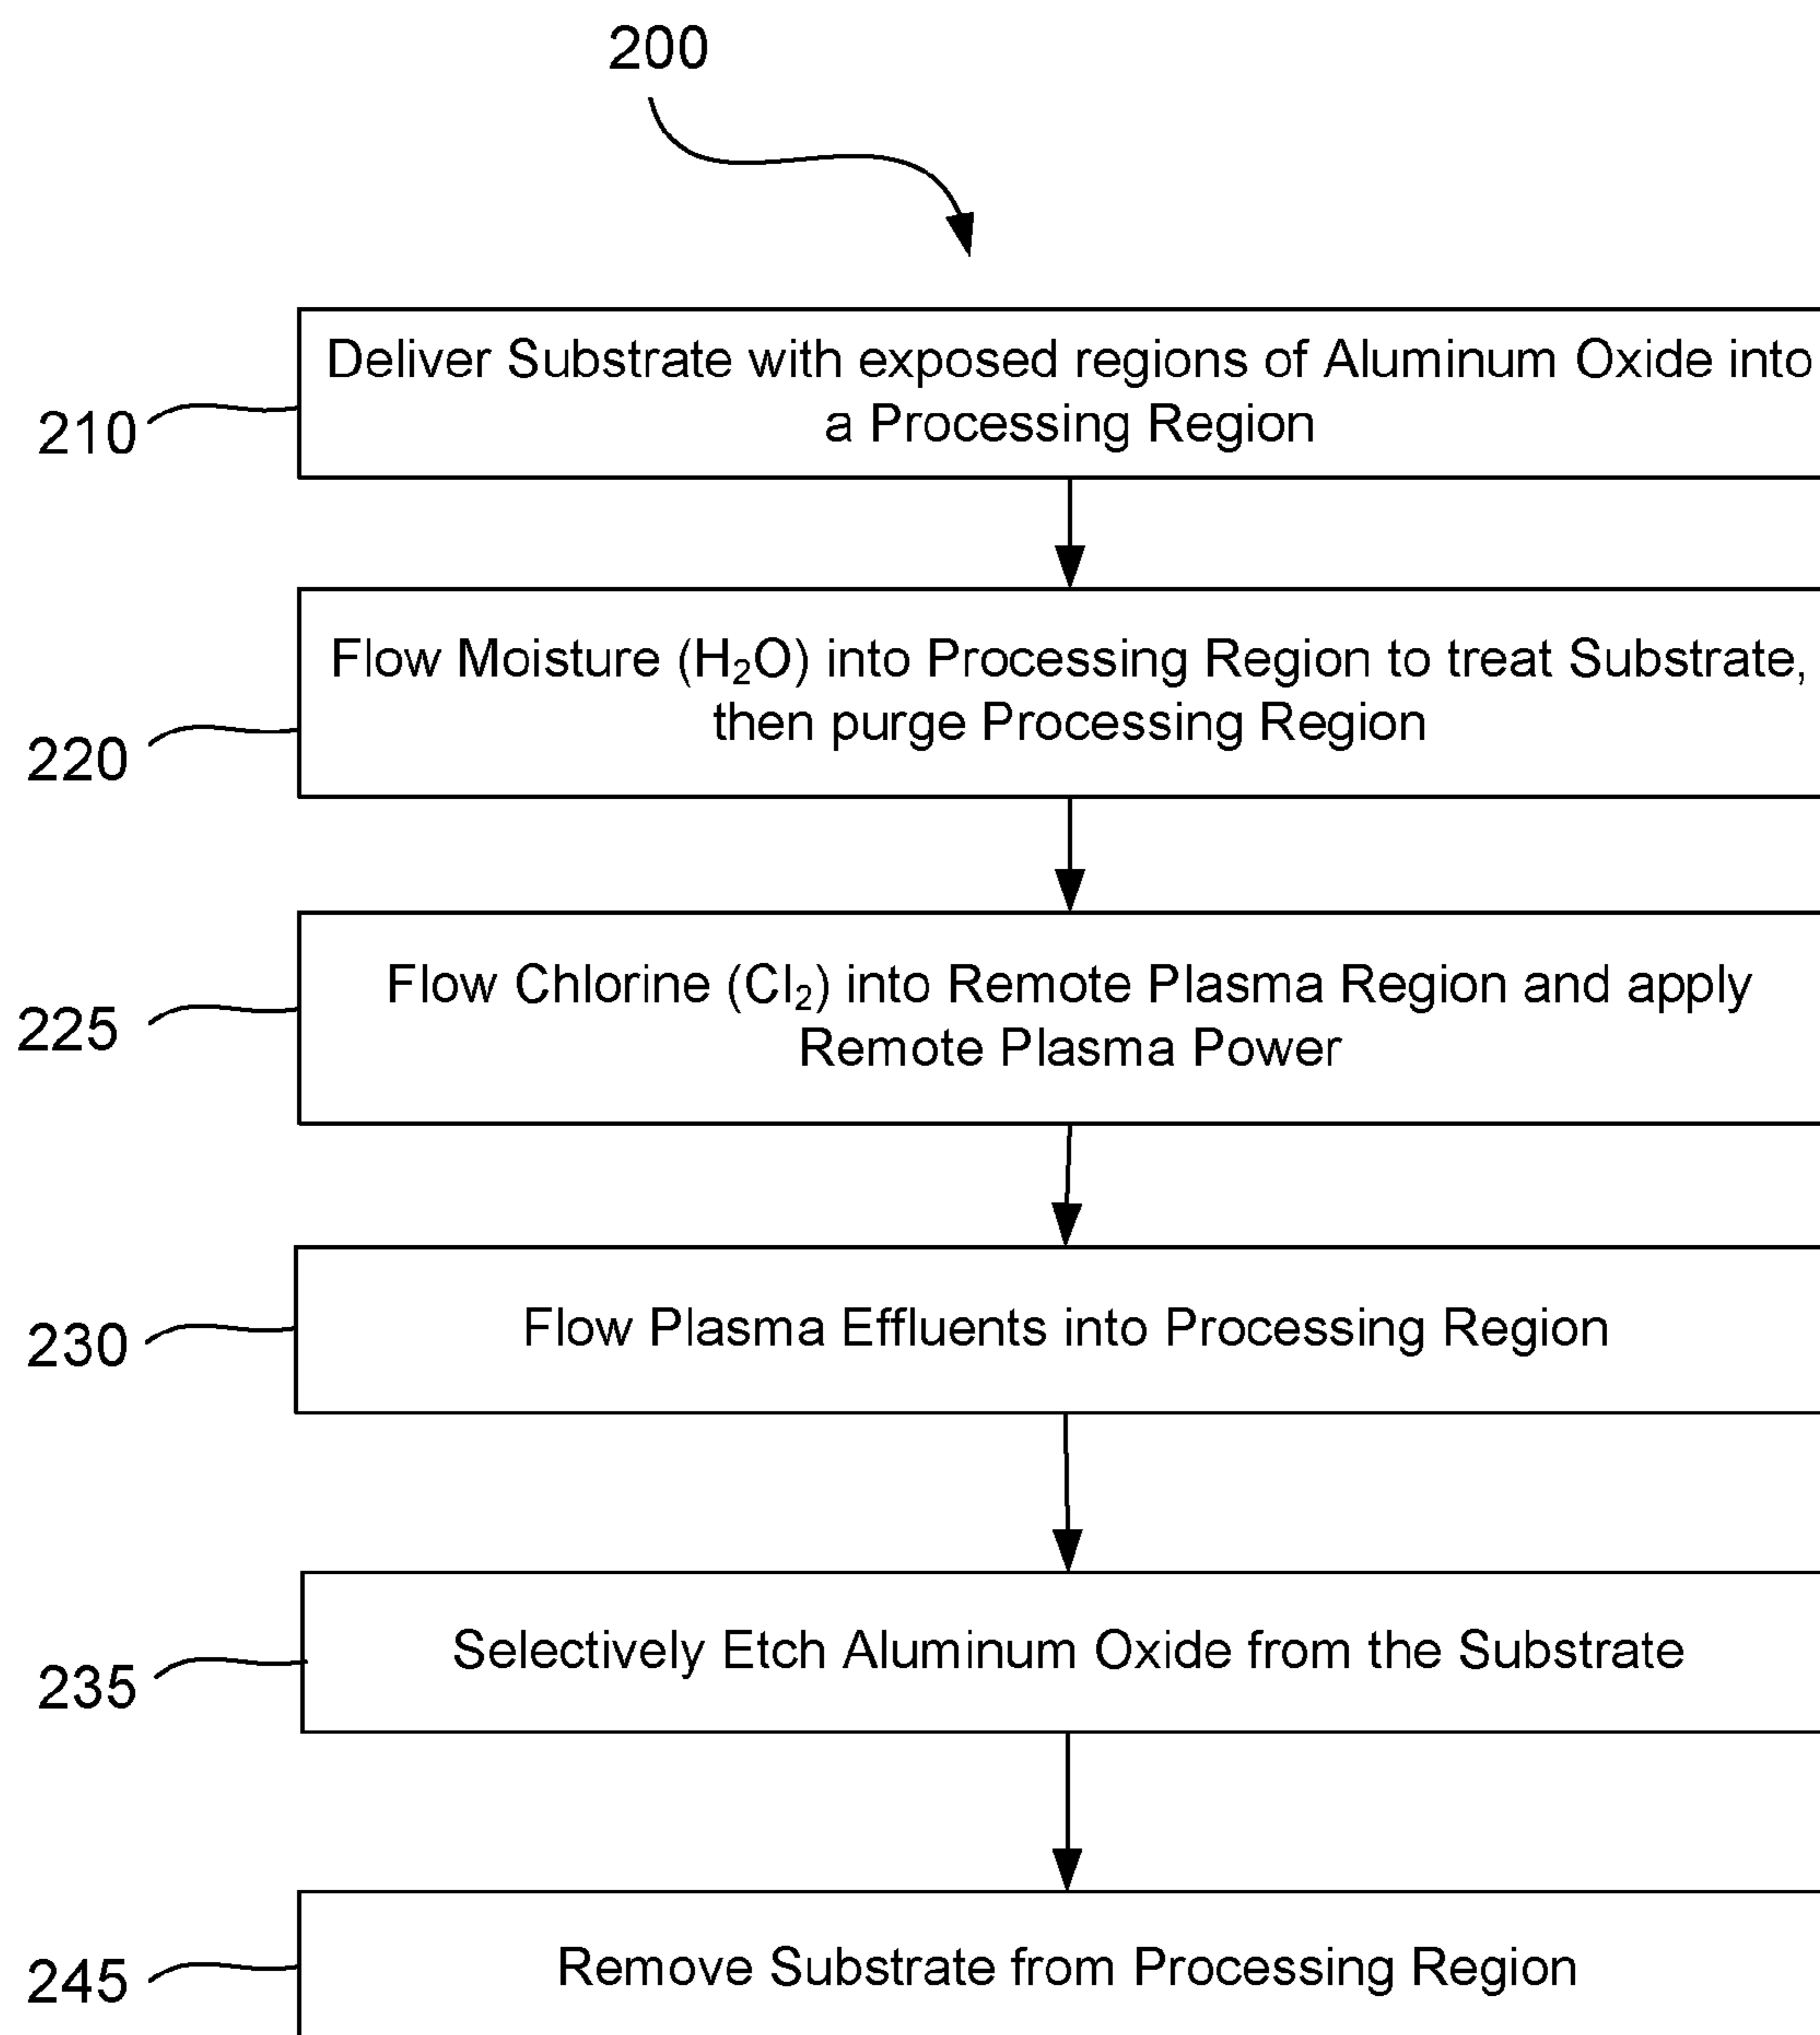 200
Deliver Substrate with exposed regions of Aluminum Oxide into
a Processing Region
210
Flow Moisture (H₂O) into Processing Region to treat Substrate,
then purge Processing Region
220
Flow Chlorine (Cl₂) into Remote Plasma Region and apply
Remote Plasma Power
225
Flow Plasma Effluents into Processing Region
230
Selectively Etch Aluminum Oxide from the Substrate
235
Remove Substrate from Processing Region
245